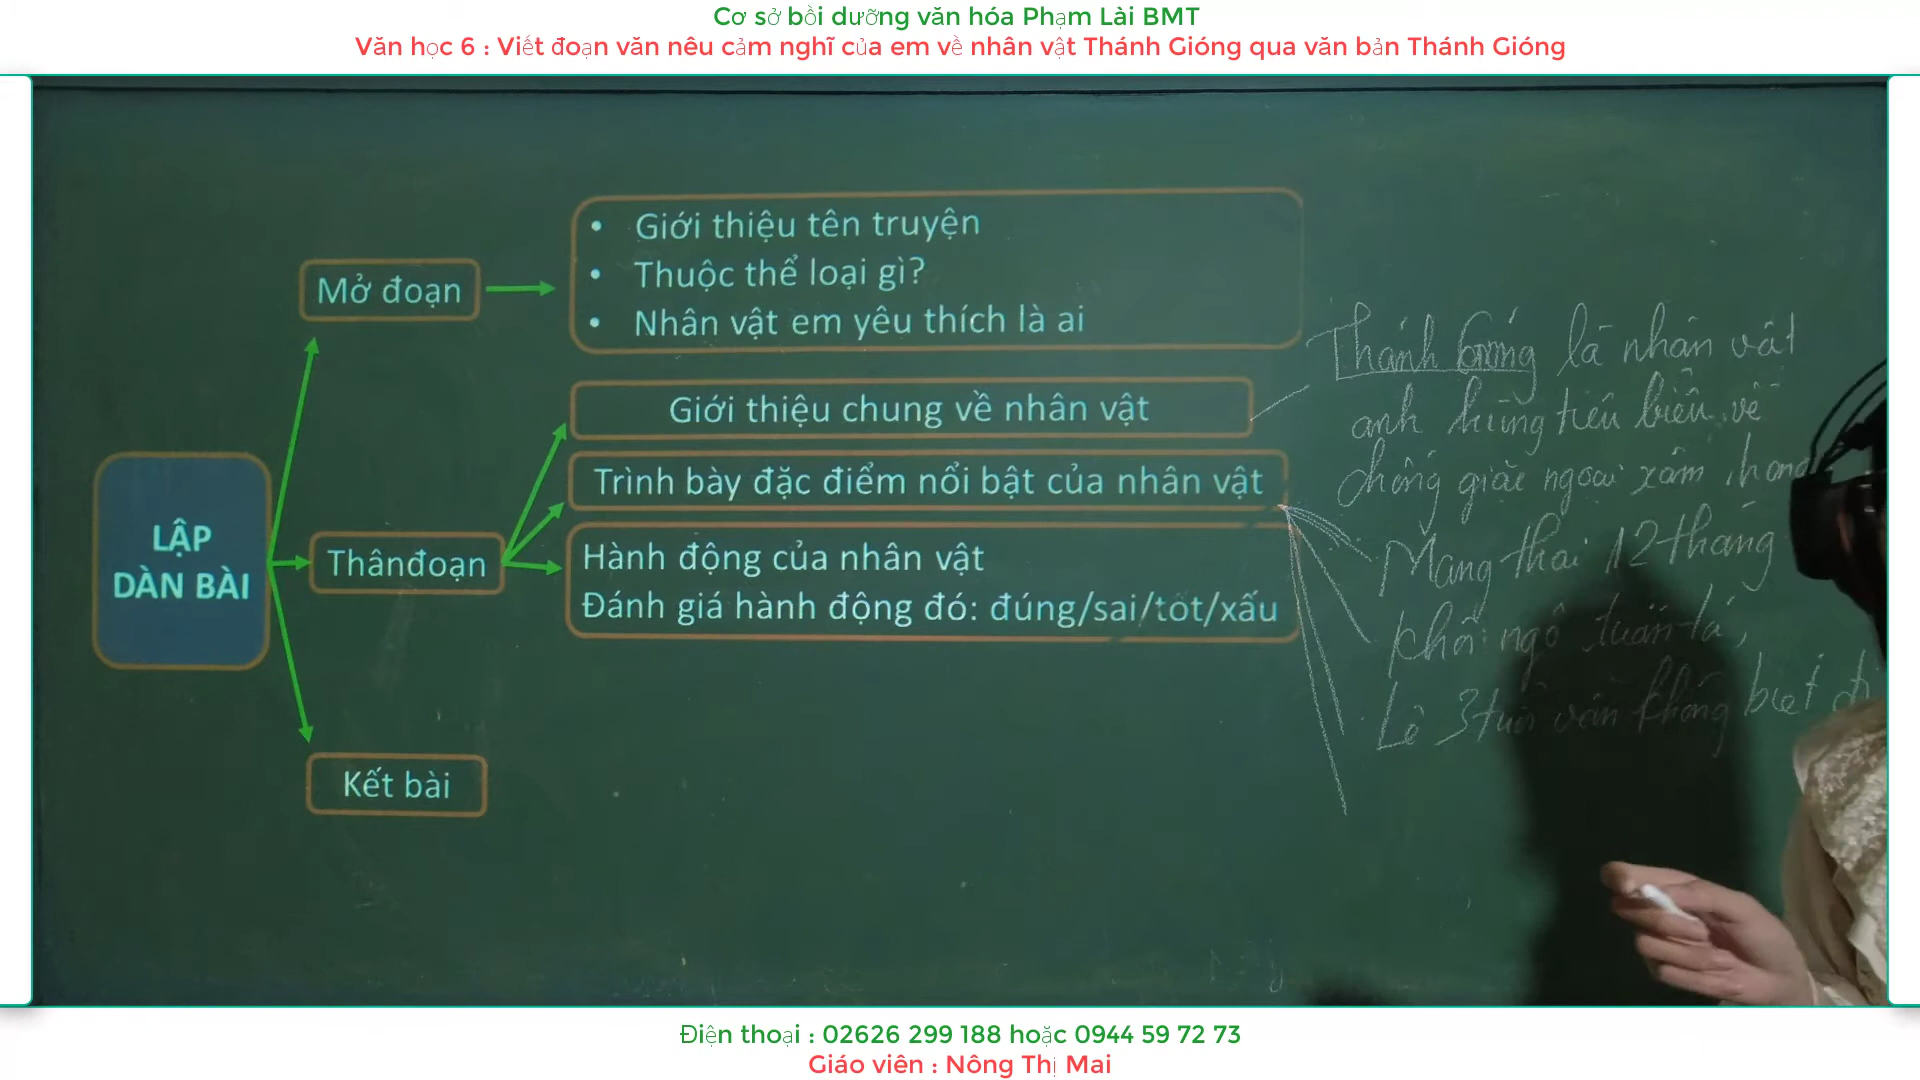 Cơ sở bồi dưỡng văn hóa Phạm Lài BMT
Văn học 6 : Viết đoạn văn nêu cảm nghĩ của em về nhân vật Thánh Gióng qua văn bản Thánh Gióng
Mở đoạn
• Giới thiệu tên truyện
• Thuộc thể loại gì?
• Nhân vật em yêu thích là ai
LẬP
DÀN BÀI
Thânđoạn
Giới thiệu chung về nhân vật
Trình bày đặc điểm nổi bật của nhân vật
Hành động của nhân vật
Đánh giá hành động đó: đúng/sai/tốt/xấu
Kết bài
Thánh Gióng là nhân vật
anh hùng tiêu biểu về
chống giặc ngoại xâm
Mang thai 12 tháng
khôi ngô tuấn tú,
Lê 3 tuổi vẫn không biết
Điện thoại : 02626 299 188 hoặc 0944 59 72 73
Giáo viên : Nông Thị Mai